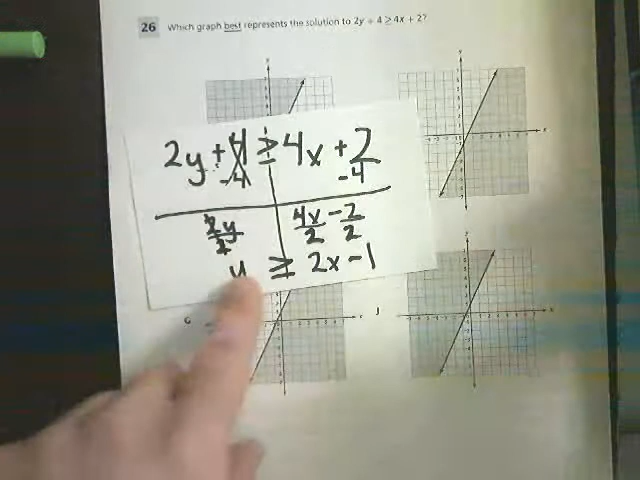 26 Which graph best represents the solution to 2y + 4 ≥ 4x + 2?
2y + 4 ≥ 4x + 2
-4 -4
2y/2 4x/2 - 2/2
y ≥ 2x - 1
G
J